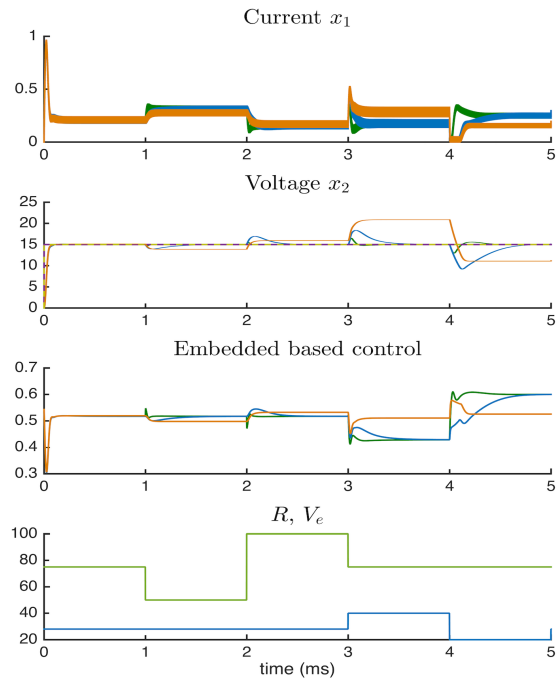 Current x₁
1
0.5
0
0 1 2 3 4 5
Voltage x₂
25
20
15
10
5
0
0 1 2 3 4 5
Embedded based control
0.7
0.6
0.5
0.4
0.3
0 1 2 3 4 5
R, Vₑ
100
80
60
40
20
0 1 2 3 4 5
time (ms)